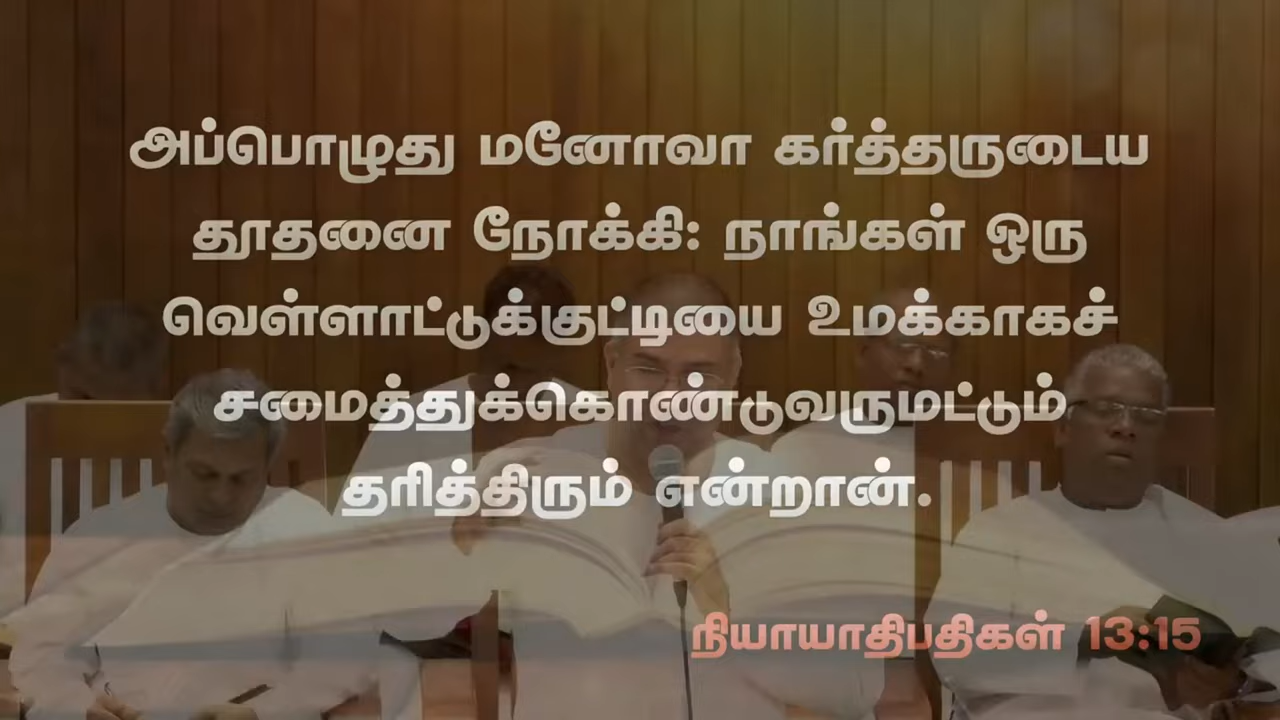 அப்பொழுது மனோவா கர்த்தருடைய
தூதனை நோக்கி: நாங்கள் ஒரு
வெள்ளாட்டுக்குட்டியை உமக்காகச்
சமைத்துக்கொண்டுவருமட்டும்
தரித்திரும் என்றான்.
நியாயாதிபதிகள் 13:15